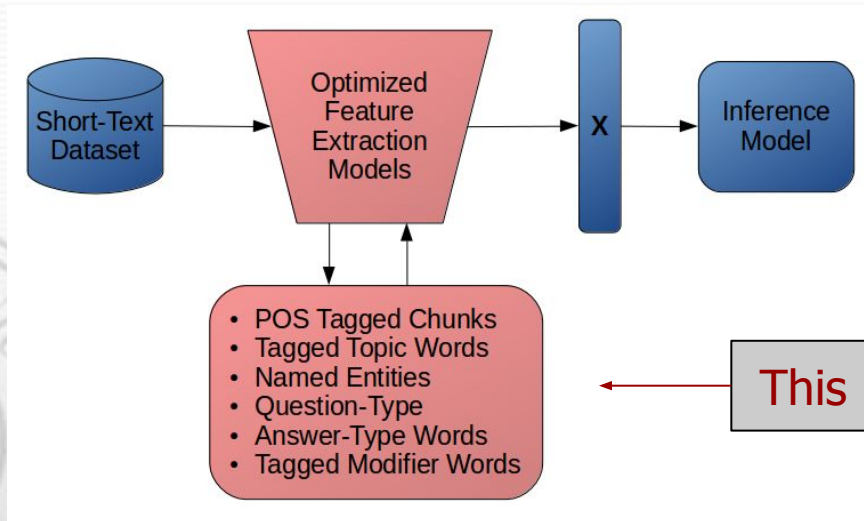 Short-Text
Dataset
Optimized
Feature
Extraction
Models
X
Inference
Model
• POS Tagged Chunks
• Tagged Topic Words
• Named Entities
• Question-Type
• Answer-Type Words
• Tagged Modifier Words
This